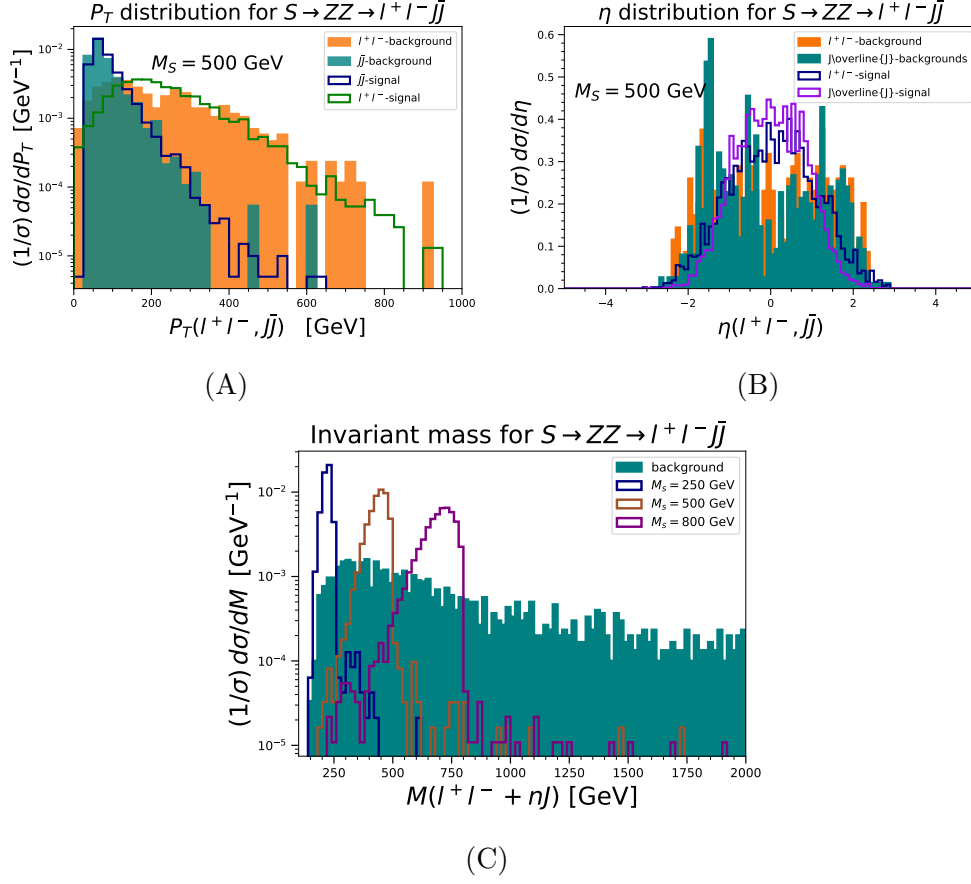 P_T distribution for S → ZZ → l⁺l⁻jj̄
M_S = 500 GeV
l⁺l⁻-background
jj̄-background
jj̄-signal
l⁺l⁻-signal
(1/σ) dσ/dP_T [GeV⁻¹]
10⁻²
10⁻³
10⁻⁴
10⁻⁵
0 200 400 600 800 1000
P_T(l⁺l⁻, jj̄) [GeV]
(A)
η distribution for S → ZZ → l⁺l⁻jj̄
M_S = 500 GeV
l⁺l⁻-background
J\overline{J}-backgrounds
l⁺l⁻-signal
J\overline{J}-signal
(1/σ) dσ/dη
0.6
0.5
0.4
0.3
0.2
0.1
0.0
−4 −2 0 2 4
η(l⁺l⁻, jj̄)
(B)
Invariant mass for S → ZZ → l⁺l⁻jj̄
background
M_s = 250 GeV
M_s = 500 GeV
M_s = 800 GeV
(1/σ) dσ/dM [GeV⁻¹]
10⁻²
10⁻³
10⁻⁴
10⁻⁵
250 500 750 1000 1250 1500 1750 2000
M(l⁺l⁻ + nJ) [GeV]
(C)